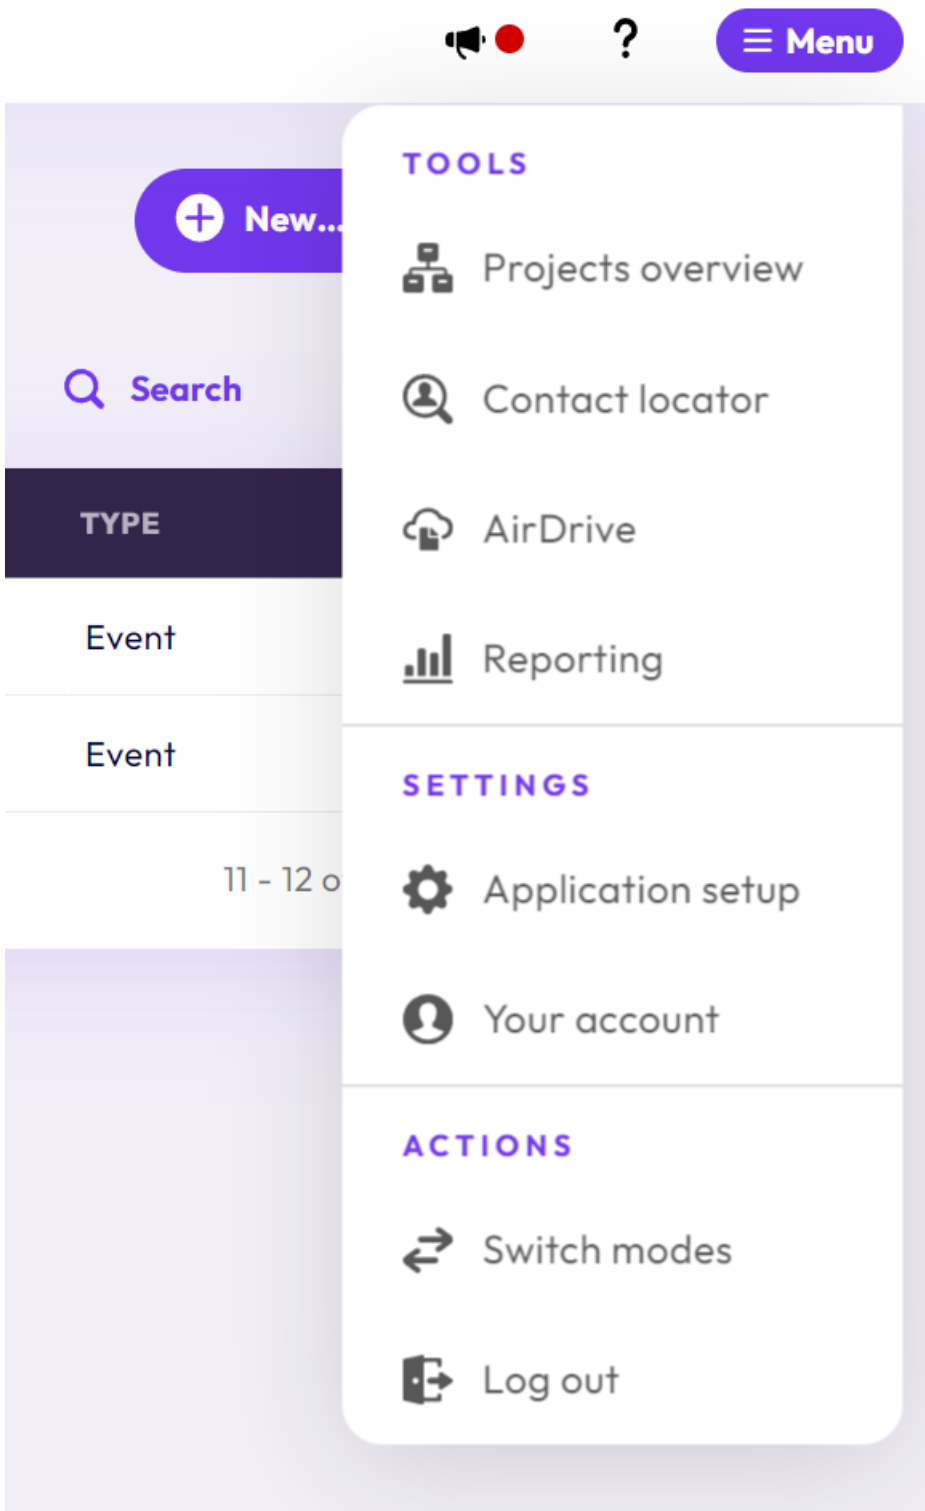 Menu
TOOLS
New...
Projects overview
Search
Contact locator
TYPE
AirDrive
Event
Reporting
Event
SETTINGS
11 - 12 o
Application setup
Your account
ACTIONS
Switch modes
Log out